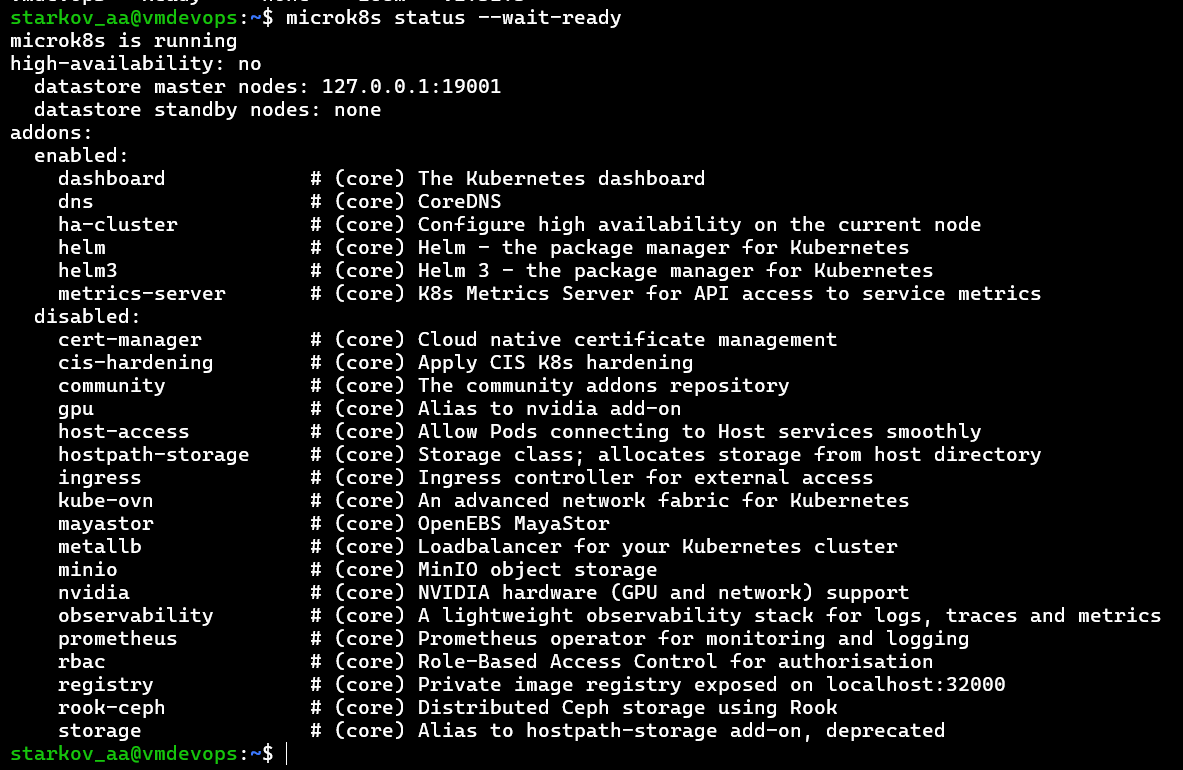 starkov_aa@vmdevops:~$ microk8s status --wait-ready
microk8s is running
high-availability: no
  datastore master nodes: 127.0.0.1:19001
  datastore standby nodes: none
addons:
  enabled:
    dashboard            # (core) The Kubernetes dashboard
    dns                  # (core) CoreDNS
    ha-cluster           # (core) Configure high availability on the current node
    helm                 # (core) Helm - the package manager for Kubernetes
    helm3                # (core) Helm 3 - the package manager for Kubernetes
    metrics-server       # (core) K8s Metrics Server for API access to service metrics
  disabled:
    cert-manager         # (core) Cloud native certificate management
    cis-hardening        # (core) Apply CIS K8s hardening
    community            # (core) The community addons repository
    gpu                  # (core) Alias to nvidia add-on
    host-access          # (core) Allow Pods connecting to Host services smoothly
    hostpath-storage     # (core) Storage class; allocates storage from host directory
    ingress              # (core) Ingress controller for external access
    kube-ovn             # (core) An advanced network fabric for Kubernetes
    mayastor             # (core) OpenEBS MayaStor
    metallb              # (core) Loadbalancer for your Kubernetes cluster
    minio                # (core) MinIO object storage
    nvidia               # (core) NVIDIA hardware (GPU and network) support
    observability        # (core) A lightweight observability stack for logs, traces and metrics
    prometheus           # (core) Prometheus operator for monitoring and logging
    rbac                 # (core) Role-Based Access Control for authorisation
    registry             # (core) Private image registry exposed on localhost:32000
    rook-ceph            # (core) Distributed Ceph storage using Rook
    storage              # (core) Alias to hostpath-storage add-on, deprecated
starkov_aa@vmdevops:~$